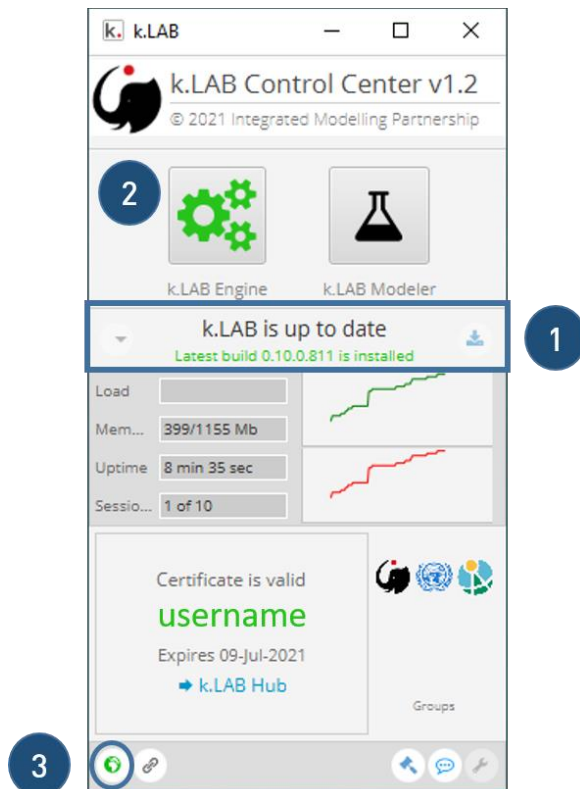 k. k.LAB
k.LAB Control Center v1.2
© 2021 Integrated Modelling Partnership
2
k.LAB Engine k.LAB Modeler
k.LAB is up to date
Latest build 0.10.0.811 is installed
1
Load
Mem... 399/1155 Mb
Uptime 8 min 35 sec
Sessio... 1 of 10
Certificate is valid
username
Expires 09-Jul-2021
k.LAB Hub
Groups
3